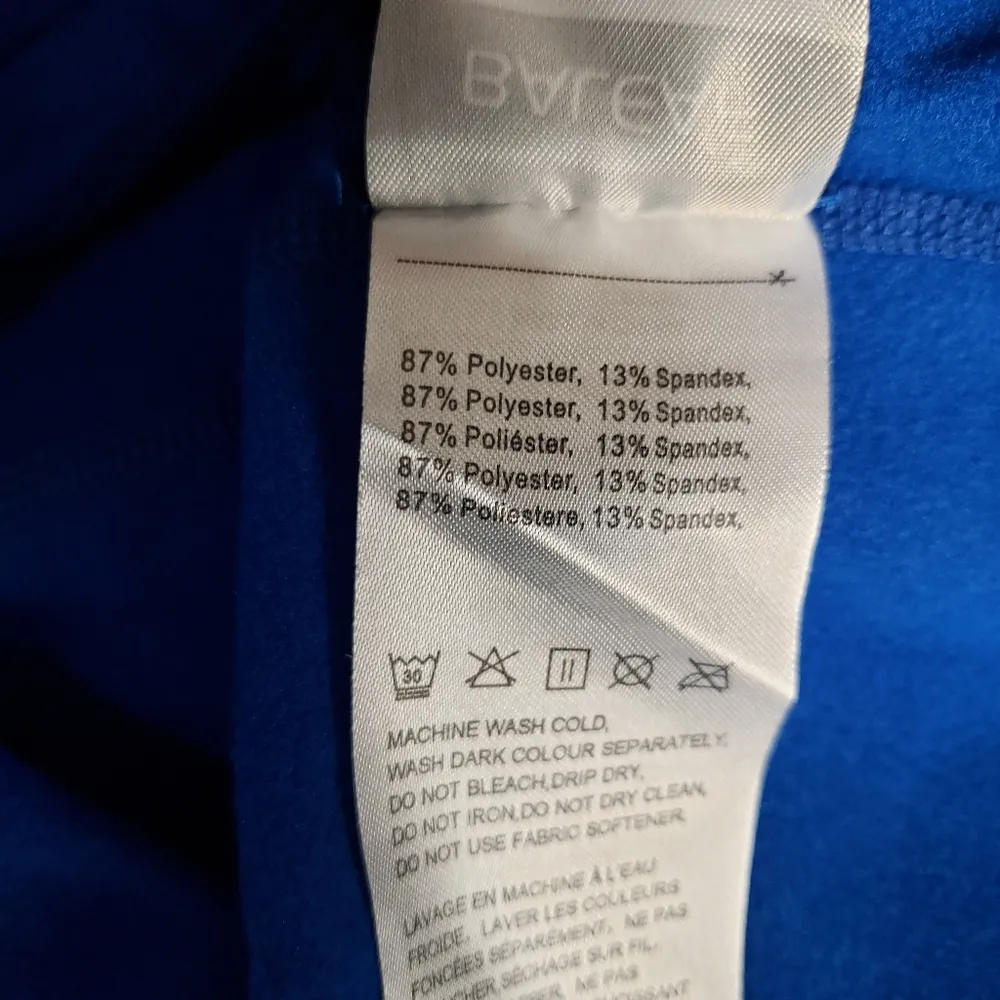 87% Polyester, 13% Spandex,
87% Polyester, 13% Spandex,
87% Poliéster, 13% Spandex,
87% Polyester, 13% Spandex,
87% Poliestere, 13% Spandex,
30
MACHINE WASH COLD,
WASH DARK COLOUR SEPARATELY,
DO NOT BLEACH,DRIP DRY,
DO NOT IRON,DO NOT DRY CLEAN,
DO NOT USE FABRIC SOFTENER.
LAVAGE EN MACHINE À L'EAU
FROIDE, LAVER LES COULEURS
FONCÉES SÉPARÉMENT, NE PAS
SÉCHAGE SUR FIL,
NE PAS